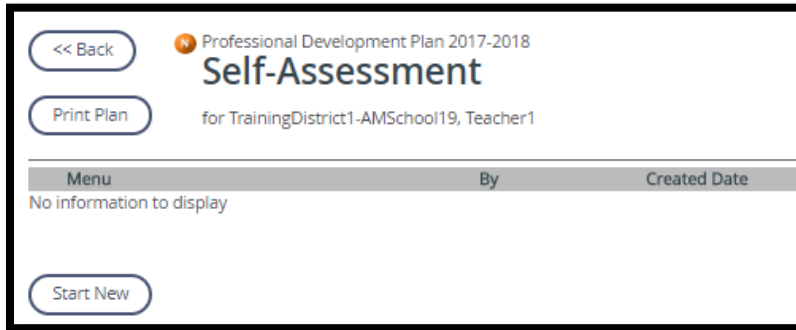 << Back
N Professional Development Plan 2017-2018
Self-Assessment
Print Plan
for TrainingDistrict1-AMSchool19, Teacher1
Menu By Created Date
No information to display
Start New